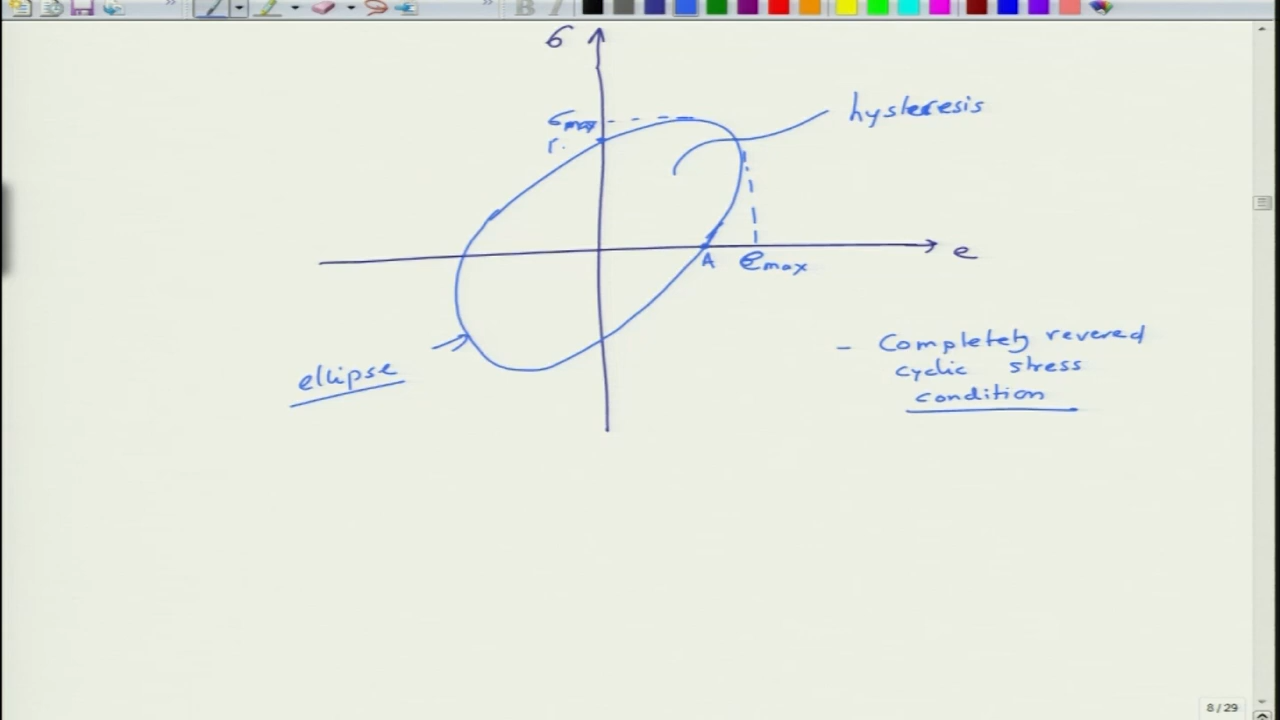 σ
σmax
hysteresis
A
emax
e
ellipse
- Completely revered
cyclic stress
condition
8 / 29